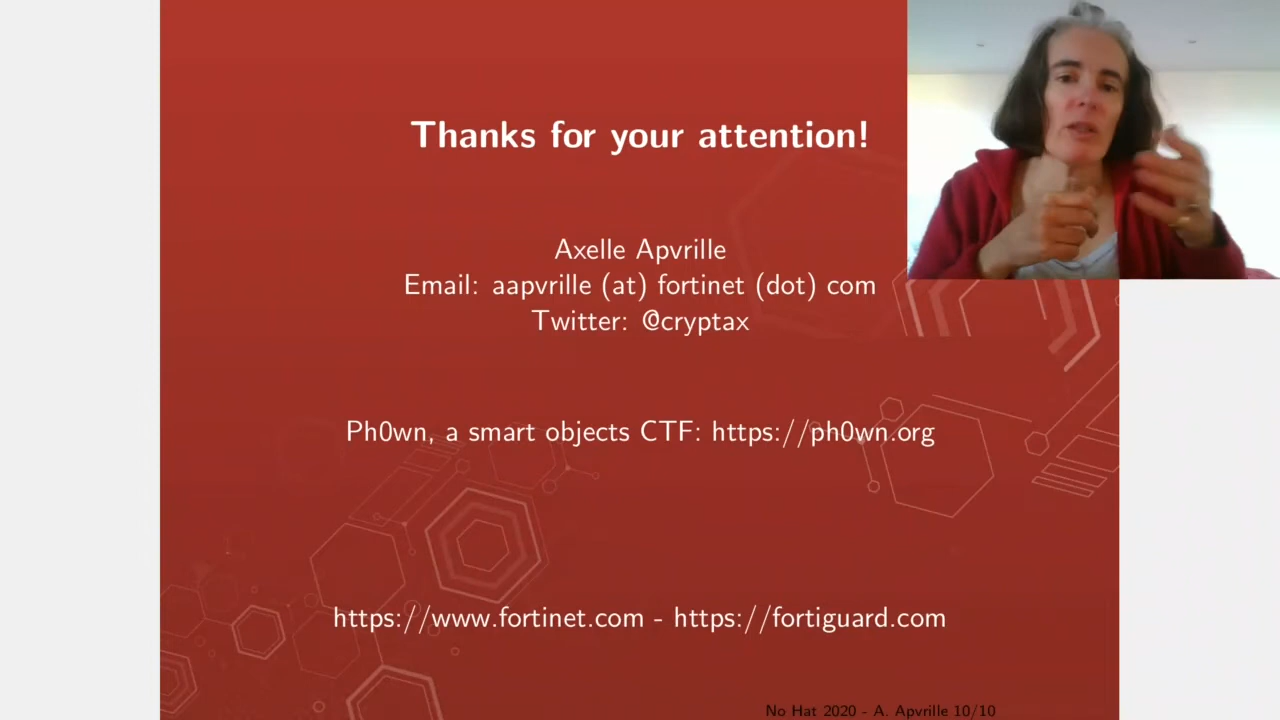 Thanks for your attention!
Axelle Apvrille
Email: aapvrille (at) fortinet (dot) com
Twitter: @cryptax
Ph0wn, a smart objects CTF: https://ph0wn.org
https://www.fortinet.com - https://fortiguard.com
No Hat 2020 - A. Apvrille 10/10